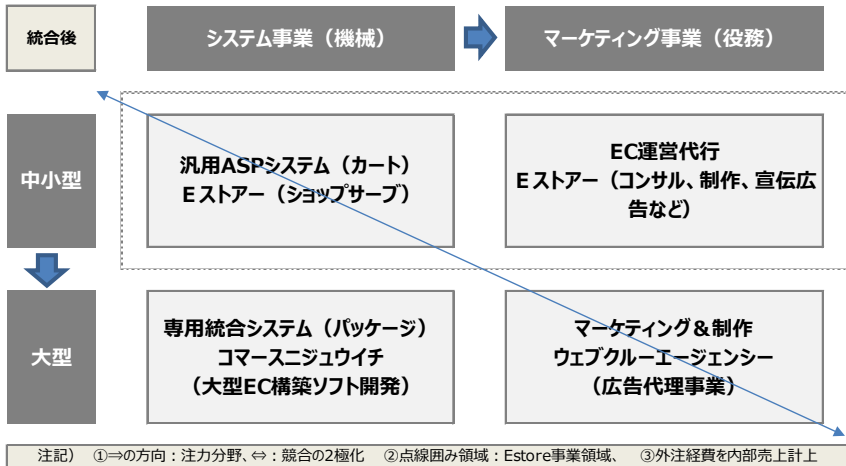 統合後
システム事業（機械）
マーケティング事業（役務）
中小型
汎用ASPシステム（カート）
Eストアー（ショップサーブ）
EC運営代行
Eストアー（コンサル、制作、宣伝広
告など）
大型
専用統合システム（パッケージ）
コマースニジュウイチ
（大型EC構築ソフト開発）
マーケティング＆制作
ウェブクルーエージェンシー
（広告代理事業）
注記） ①⇒の方向：注力分野、⇔：競合の2極化 ②点線囲み領域：Estore事業領域、 ③外注経費を内部売上計上